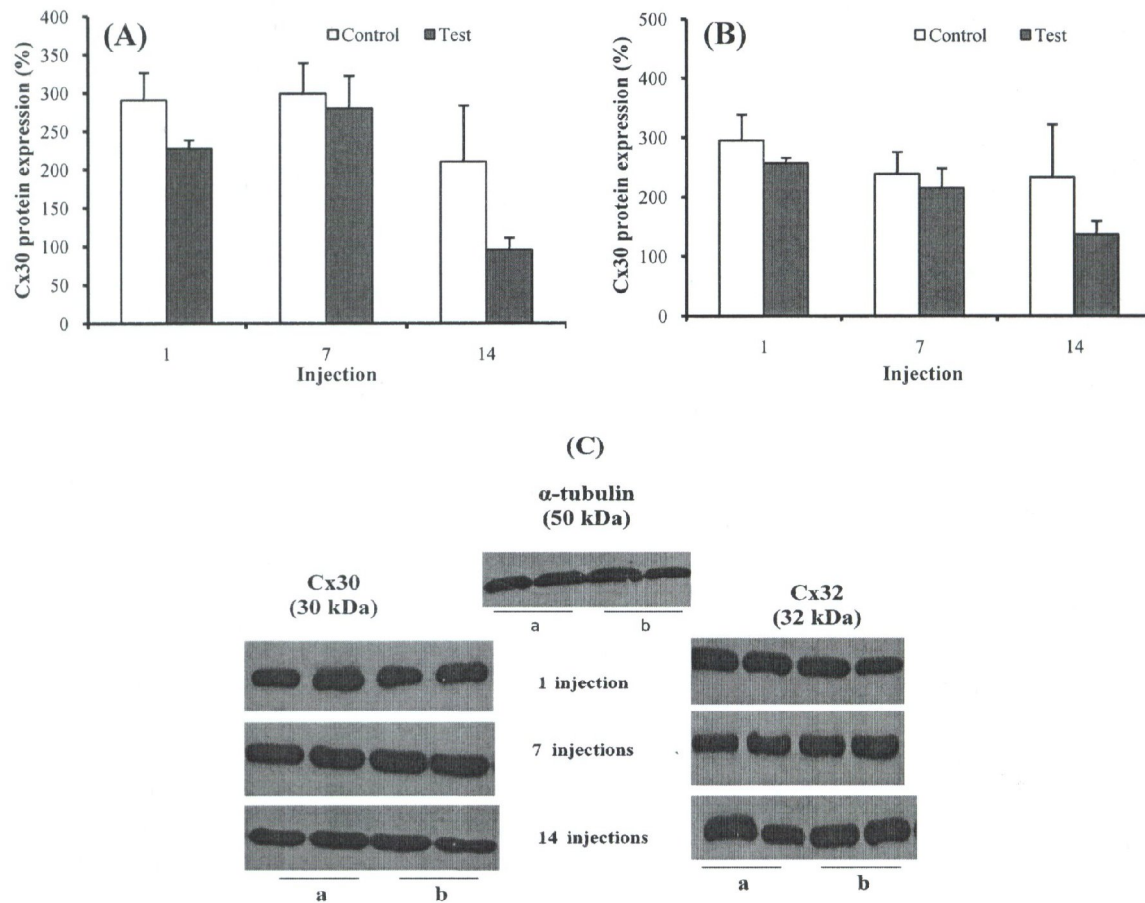 (A)
Control Test
Cx30 protein expression (%)
400
350
300
250
200
150
100
50
0
1 7 14
Injection
(B)
Control Test
Cx30 protein expression (%)
500
400
300
200
100
0
1 7 14
Injection
(C)
α-tubulin
(50 kDa)
a b
Cx30
(30 kDa)
Cx32
(32 kDa)
1 injection
7 injections
14 injections
a b
a b